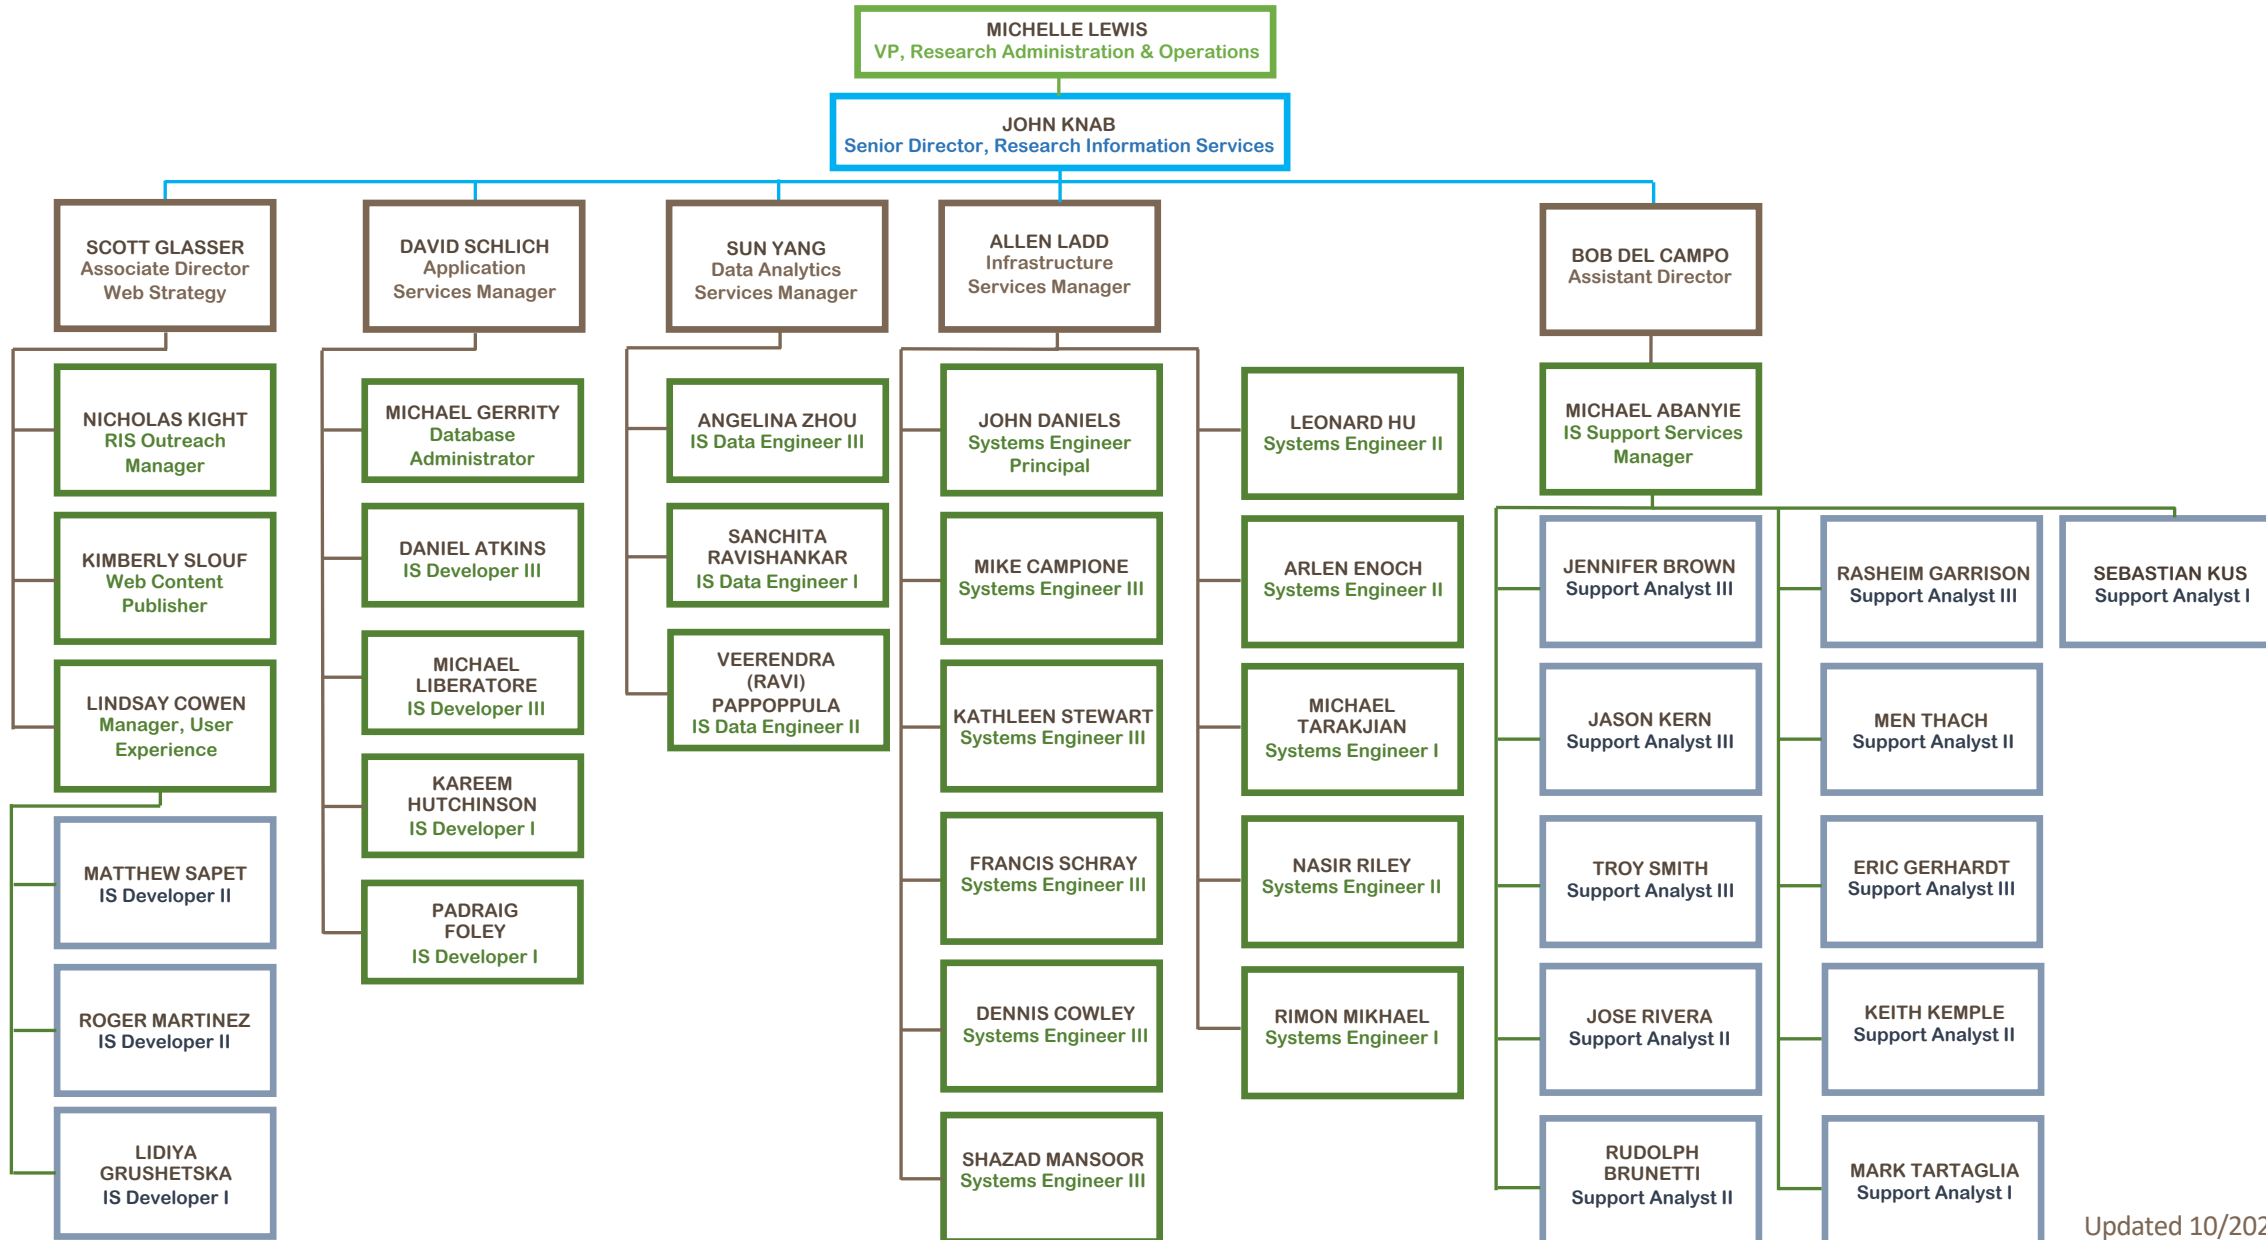 MICHELLE LEWIS
VP, Research Administration & Operations
JOHN KNAB
Senior Director, Research Information Services
SCOTT GLASSER
Associate Director
Web Strategy
DAVID SCHLICH
Application
Services Manager
SUN YANG
Data Analytics
Services Manager
ALLEN LADD
Infrastructure
Services Manager
BOB DEL CAMPO
Assistant Director
NICHOLAS KIGHT
RIS Outreach
Manager
KIMBERLY SLOUF
Web Content
Publisher
LINDSAY COWEN
Manager, User
Experience
MATTHEW SAPET
IS Developer II
ROGER MARTINEZ
IS Developer II
LIDIYA
GRUSHETSKA
IS Developer I
MICHAEL GERRITY
Database
Administrator
DANIEL ATKINS
IS Developer III
MICHAEL
LIBERATORE
IS Developer III
KAREEM
HUTCHINSON
IS Developer I
PADRAIG
FOLEY
IS Developer I
ANGELINA ZHOU
IS Data Engineer III
SANCHITA
RAVISHANKAR
IS Data Engineer I
VEERENDRA
(RAVI)
PAPPOPPULA
IS Data Engineer II
JOHN DANIELS
Systems Engineer
Principal
MIKE CAMPIONE
Systems Engineer III
KATHLEEN STEWART
Systems Engineer III
FRANCIS SCHRAY
Systems Engineer III
DENNIS COWLEY
Systems Engineer III
SHAZAD MANSOOR
Systems Engineer III
LEONARD HU
Systems Engineer II
ARLEN ENOCH
Systems Engineer II
MICHAEL
TARAKJIAN
Systems Engineer I
NASIR RILEY
Systems Engineer II
RIMON MIKHAEL
Systems Engineer I
MICHAEL ABANYIE
IS Support Services
Manager
JENNIFER BROWN
Support Analyst III
JASON KERN
Support Analyst III
TROY SMITH
Support Analyst III
JOSE RIVERA
Support Analyst II
RUDOLPH
BRUNETTI
Support Analyst II
RASHEIM GARRISON
Support Analyst III
MEN THACH
Support Analyst II
ERIC GERHARDT
Support Analyst III
KEITH KEMPLE
Support Analyst II
MARK TARTAGLIA
Support Analyst I
SEBASTIAN KUS
Support Analyst I
Updated 10/202